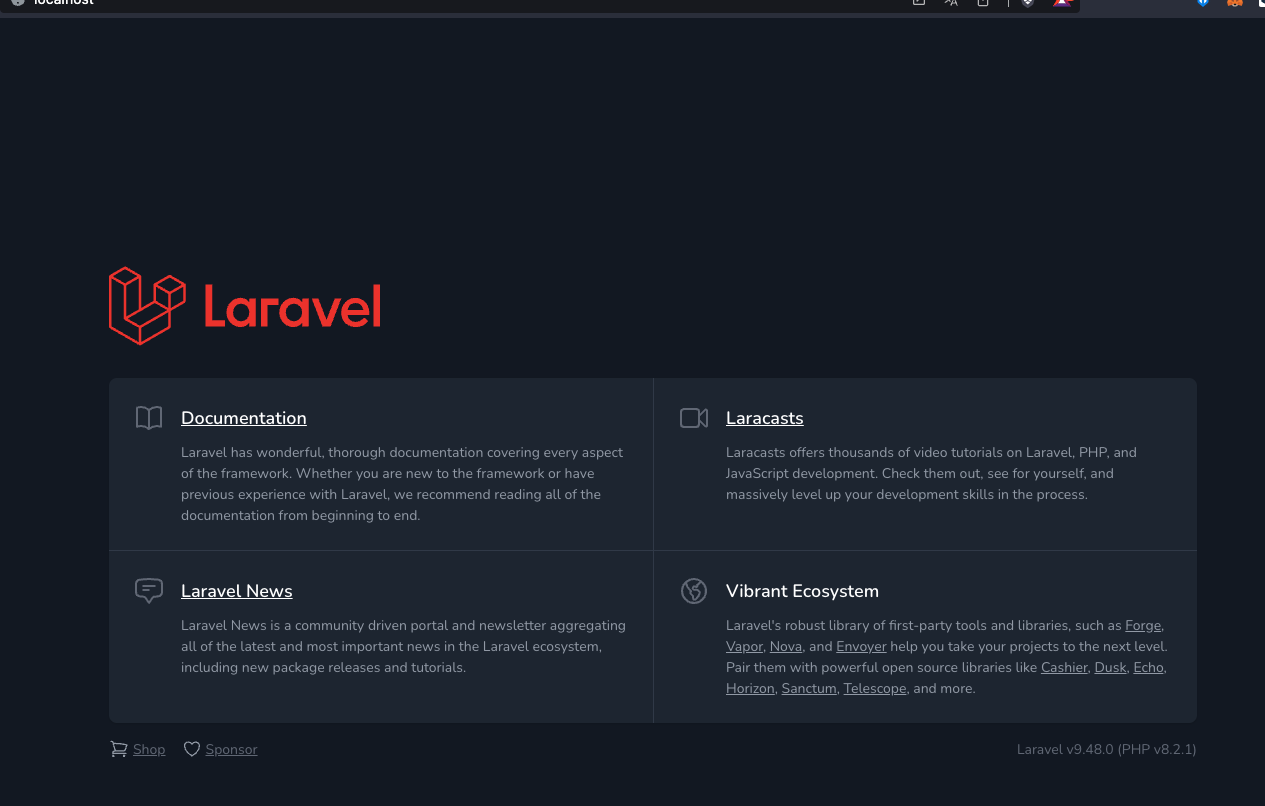 localhost
Laravel
Documentation
Laravel has wonderful, thorough documentation covering every aspect
of the framework. Whether you are new to the framework or have
previous experience with Laravel, we recommend reading all of the
documentation from beginning to end.
Laracasts
Laracasts offers thousands of video tutorials on Laravel, PHP, and
JavaScript development. Check them out, see for yourself, and
massively level up your development skills in the process.
Laravel News
Laravel News is a community driven portal and newsletter aggregating
all of the latest and most important news in the Laravel ecosystem,
including new package releases and tutorials.
Vibrant Ecosystem
Laravel's robust library of first-party tools and libraries, such as Forge,
Vapor, Nova, and Envoyer help you take your projects to the next level.
Pair them with powerful open source libraries like Cashier, Dusk, Echo,
Horizon, Sanctum, Telescope, and more.
Shop
Sponsor
Laravel v9.48.0 (PHP v8.2.1)